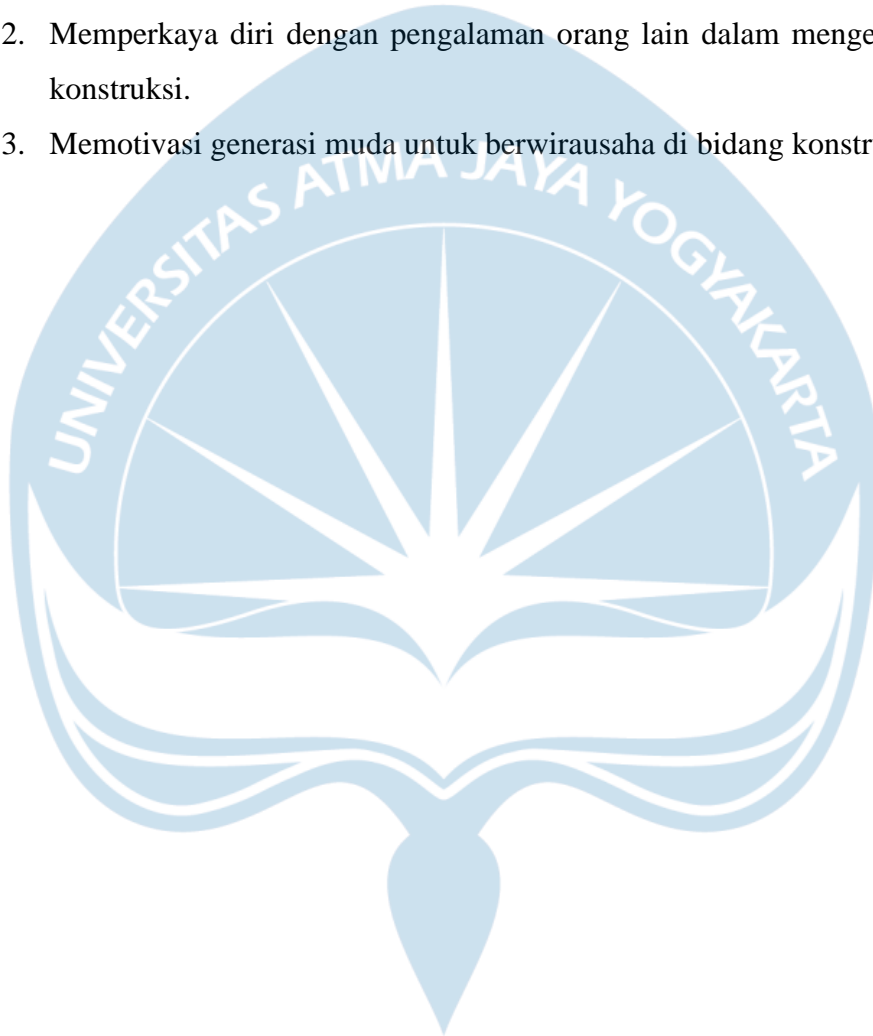 2. Memperkaya diri dengan pengalaman orang lain dalam menge
konstruksi.
3. Memotivasi generasi muda untuk berwirausaha di bidang konstr
UNIVERSITAS ATMA JAYA YOGYAKARTA